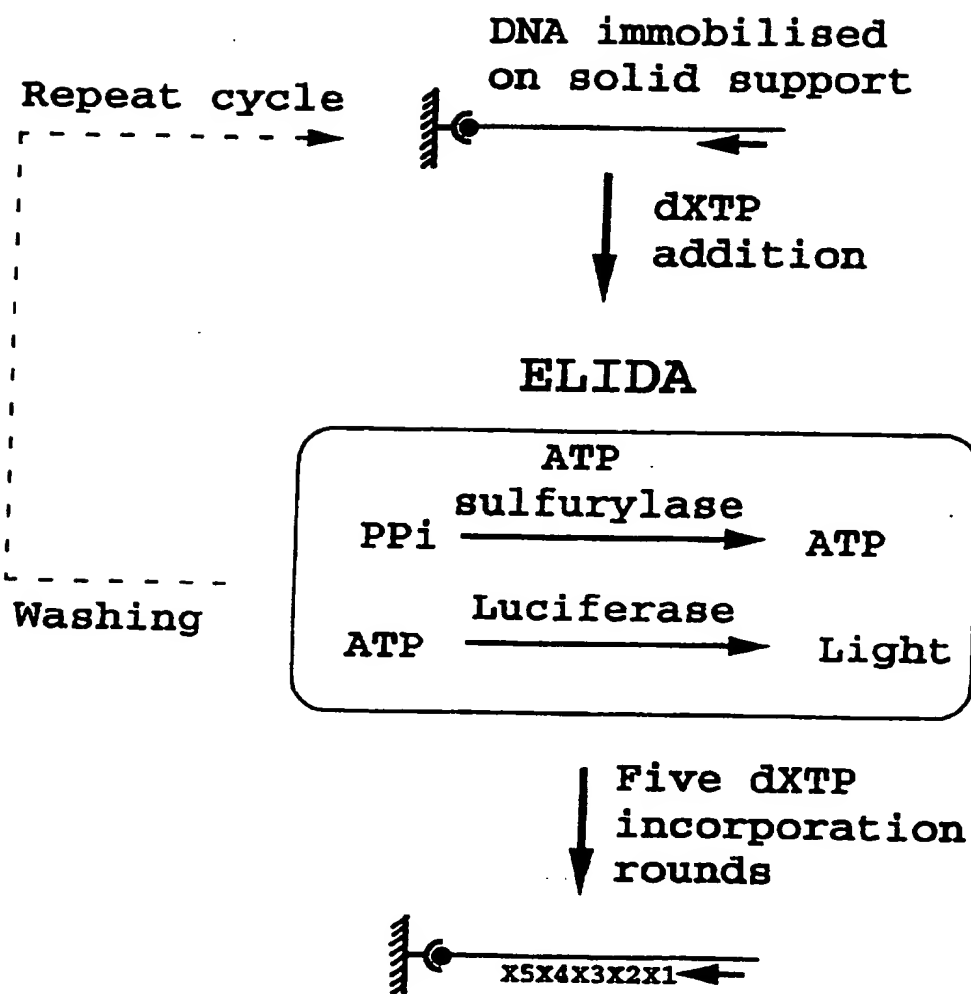 DNA immobilised
on solid support
Repeat cycle
dXTP
addition
ELIDA
ATP
sulfurylase
PPi
ATP
Luciferase
ATP
Light
Washing
Five dXTP
incorporation
rounds
X5X4X3X2X1